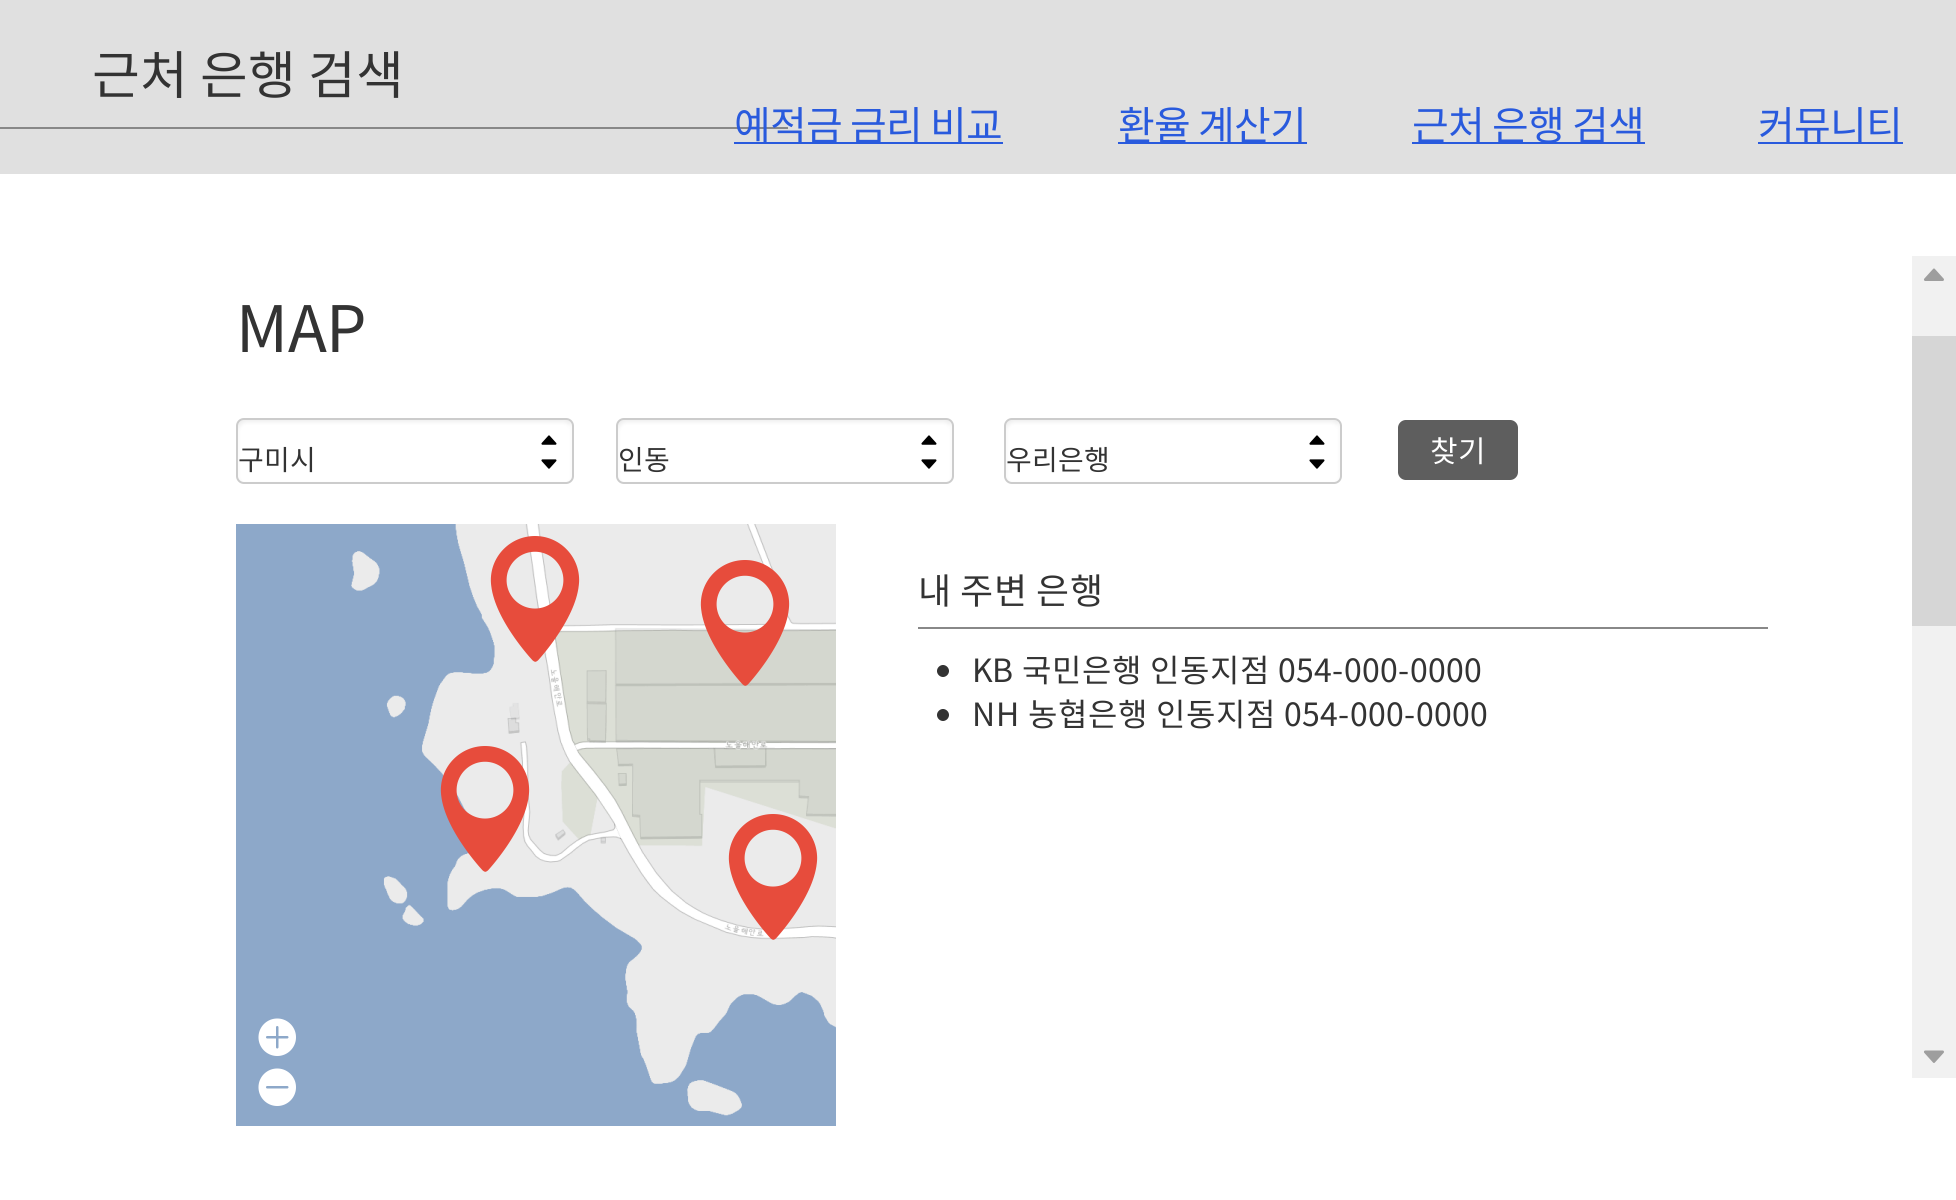 근처 은행 검색
예적금 금리 비교 환율 계산기 근처 은행 검색 커뮤니티
MAP
구미시 인동 우리은행 찾기
내 주변 은행
KB 국민은행 인동지점 054-000-0000
NH 농협은행 인동지점 054-000-0000